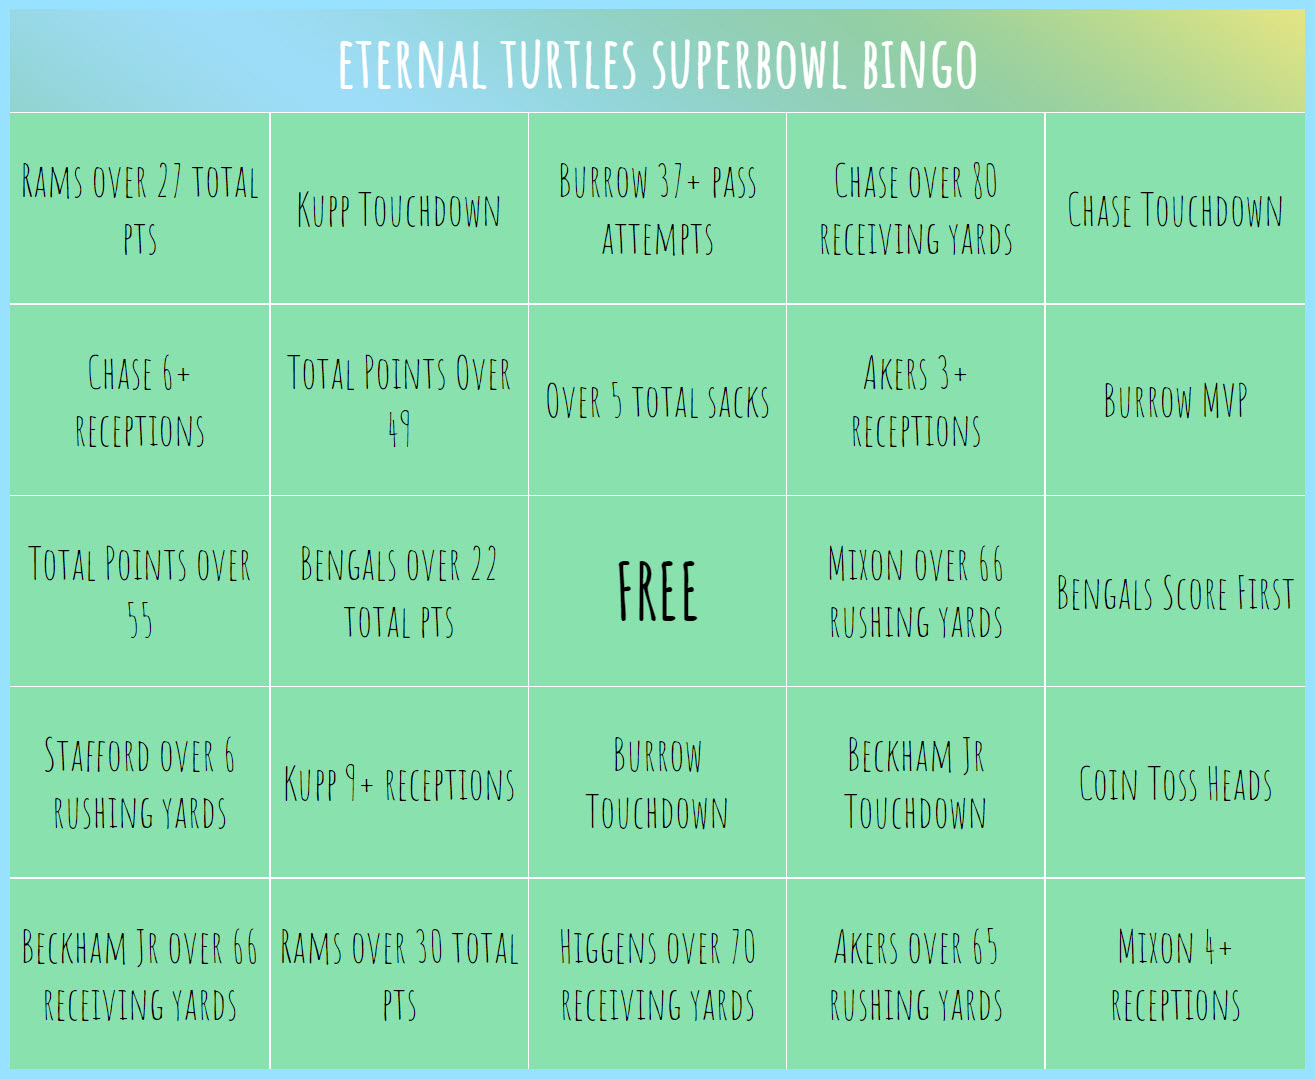 Eternal Turtles Superbowl Bingo
Rams over 27 total
pts
Kupp Touchdown
Burrow 37+ pass
attempts
Chase over 80
receiving yards
Chase Touchdown
Chase 6+
receptions
Total Points Over
49
Over 5 total sacks
Akers 3+
receptions
Burrow MVP
Total Points over
55
Bengals over 22
total pts
FREE
Mixon over 66
rushing yards
Bengals Score First
Stafford over 6
rushing yards
Kupp 9+ receptions
Burrow
Touchdown
Beckham Jr
Touchdown
Coin Toss Heads
Beckham Jr over 66
receiving yards
Rams over 30 total
pts
Higgens over 70
receiving yards
Akers over 65
rushing yards
Mixon 4+
receptions